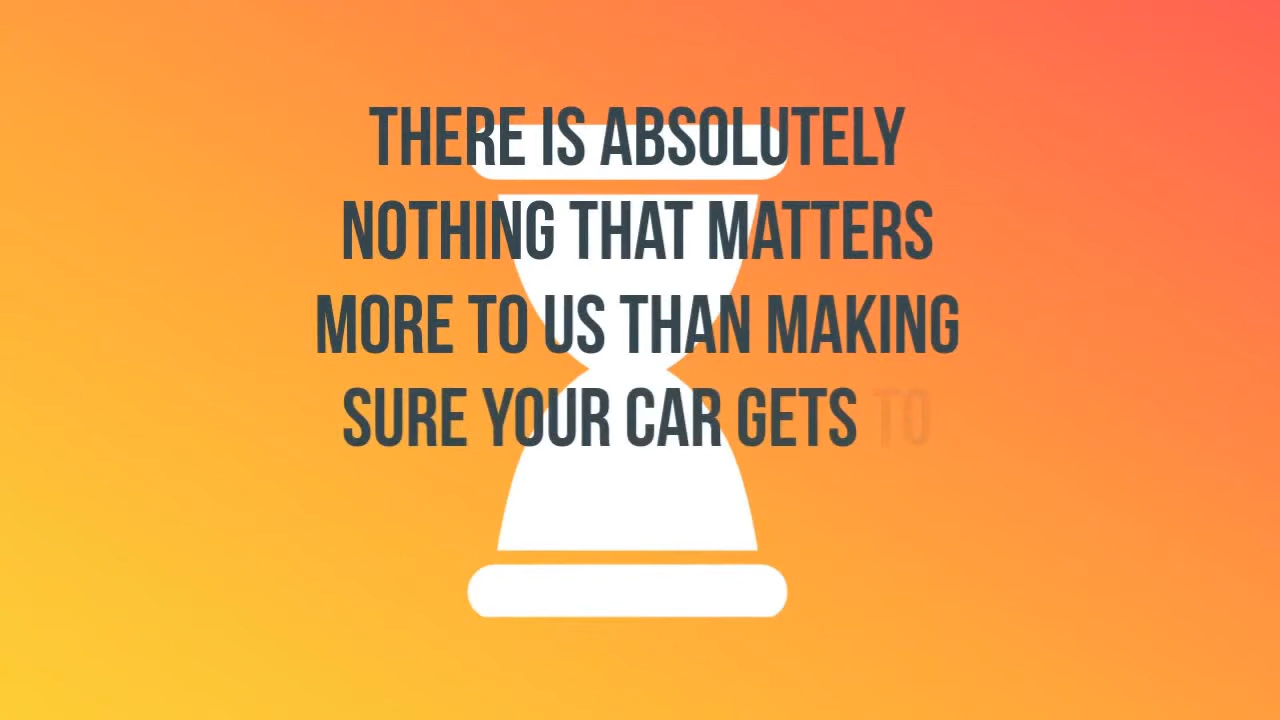 THERE IS ABSOLUTELY
NOTHING THAT MATTERS
MORE TO US THAN MAKING
SURE YOUR CAR GETS TO